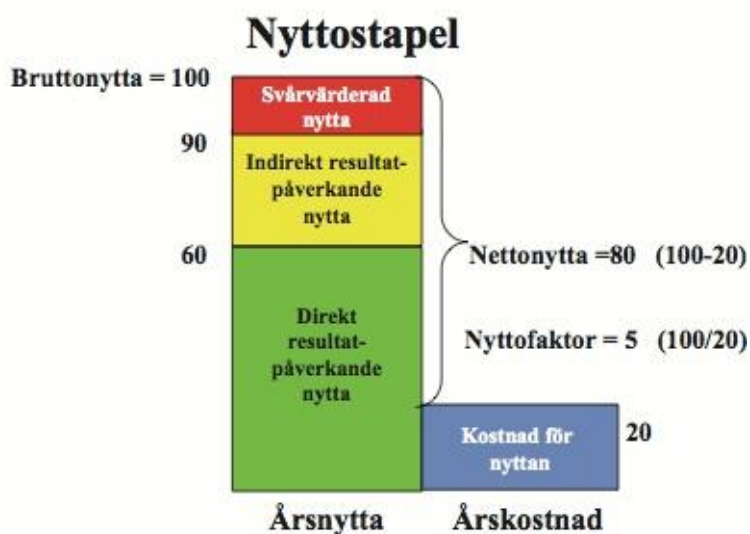 Nyttostapel
Bruttonytta = 100
Svårvärderad
nytta
90
Indirekt resultat-
påverkande
nytta
60
Nettonytta =80 (100-20)
Direkt
resultat-
påverkande
nytta
Nyttofaktor = 5 (100/20)
Kostnad för
nyttan
20
Årsnytta
Årskostnad